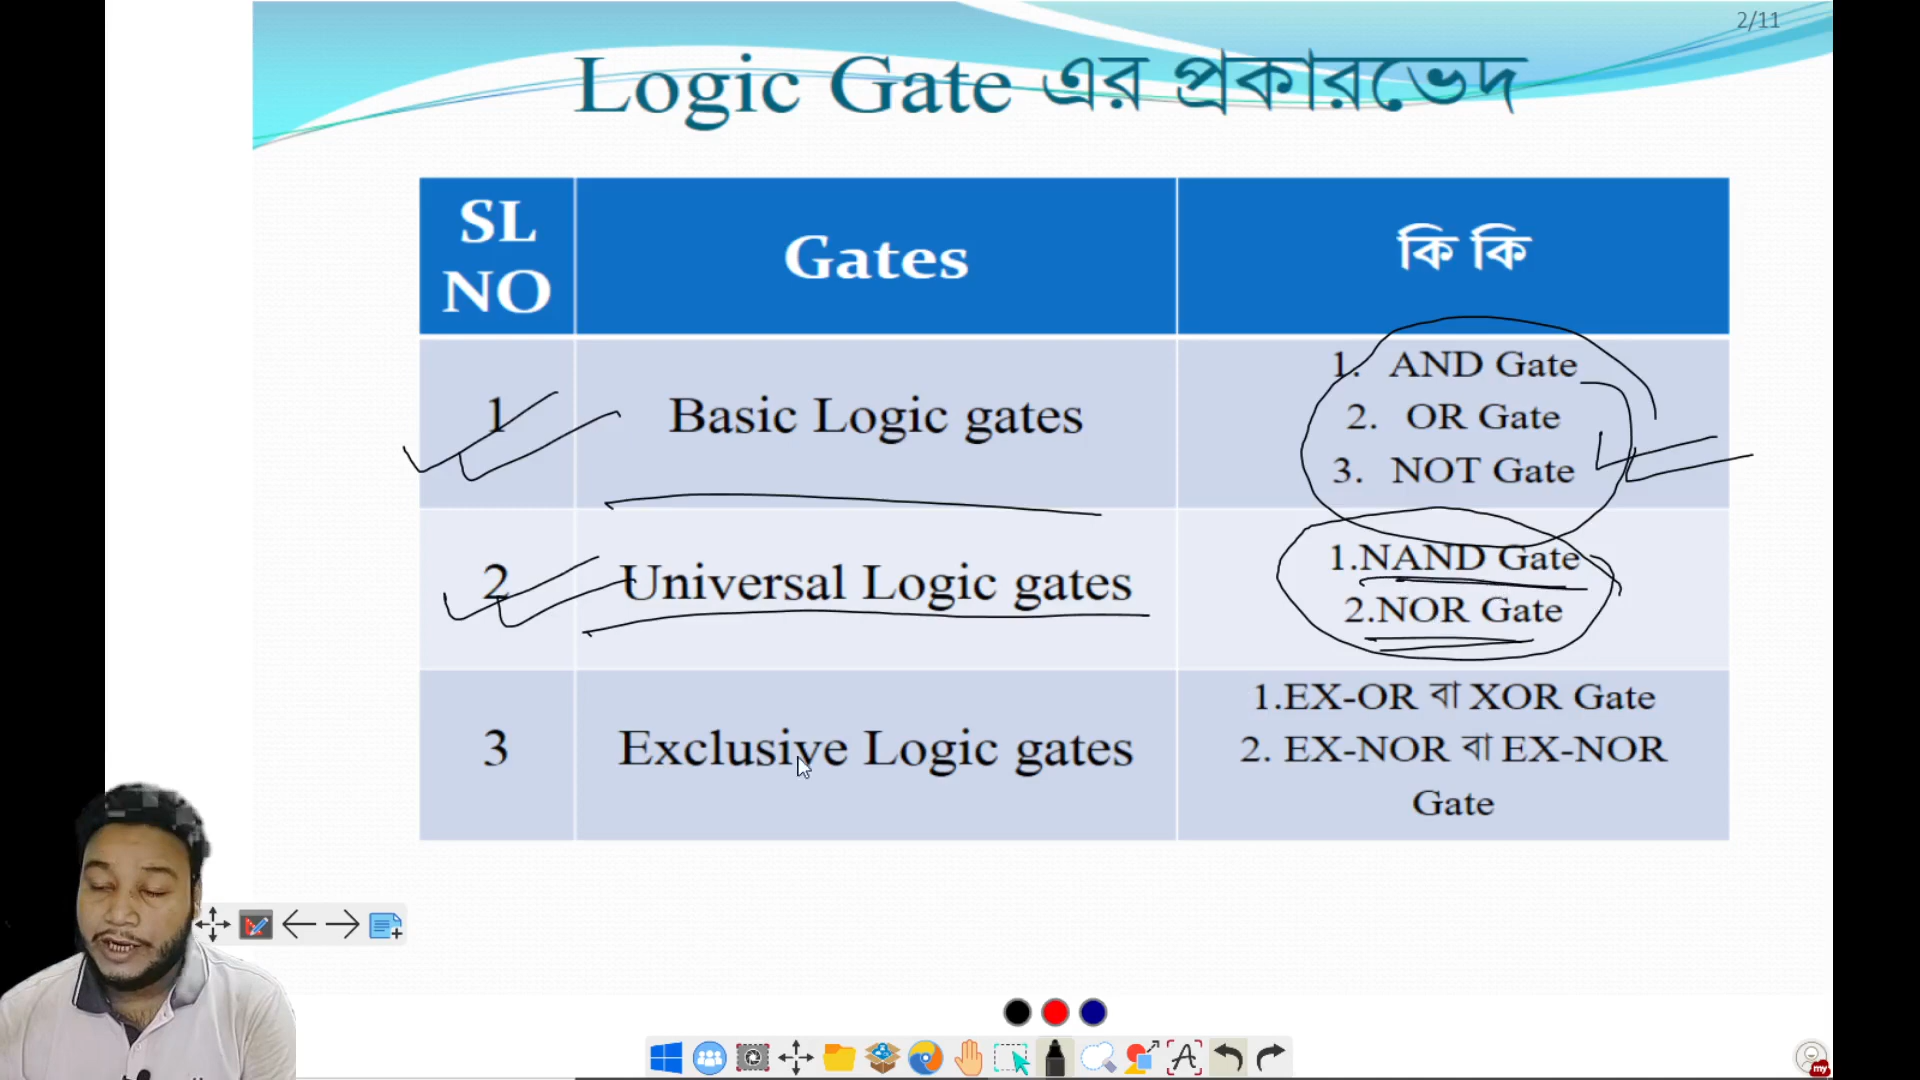 2/11
Logic Gate এর প্রকারভেদ
SL NO
Gates
কি কি
1
Basic Logic gates
1. AND Gate
2. OR Gate
3. NOT Gate
2
Universal Logic gates
1.NAND Gate
2.NOR Gate
3
Exclusive Logic gates
1.EX-OR বা XOR Gate
2. EX-NOR বা EX-NOR
Gate
my